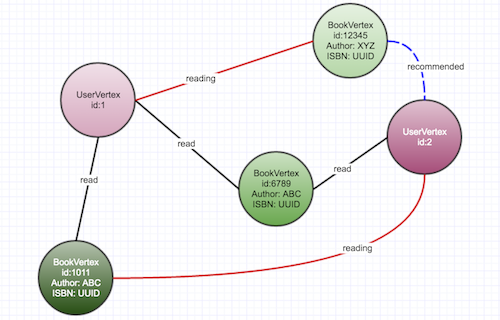 BookVertex
id:12345
Author: XYZ
ISBN: UUID
recommended
reading
UserVertex
id:1
UserVertex
id:2
read
BookVertex
id:6789
Author: ABC
ISBN: UUID
read
read
reading
BookVertex
id:1011
Author: ABC
ISBN: UUID